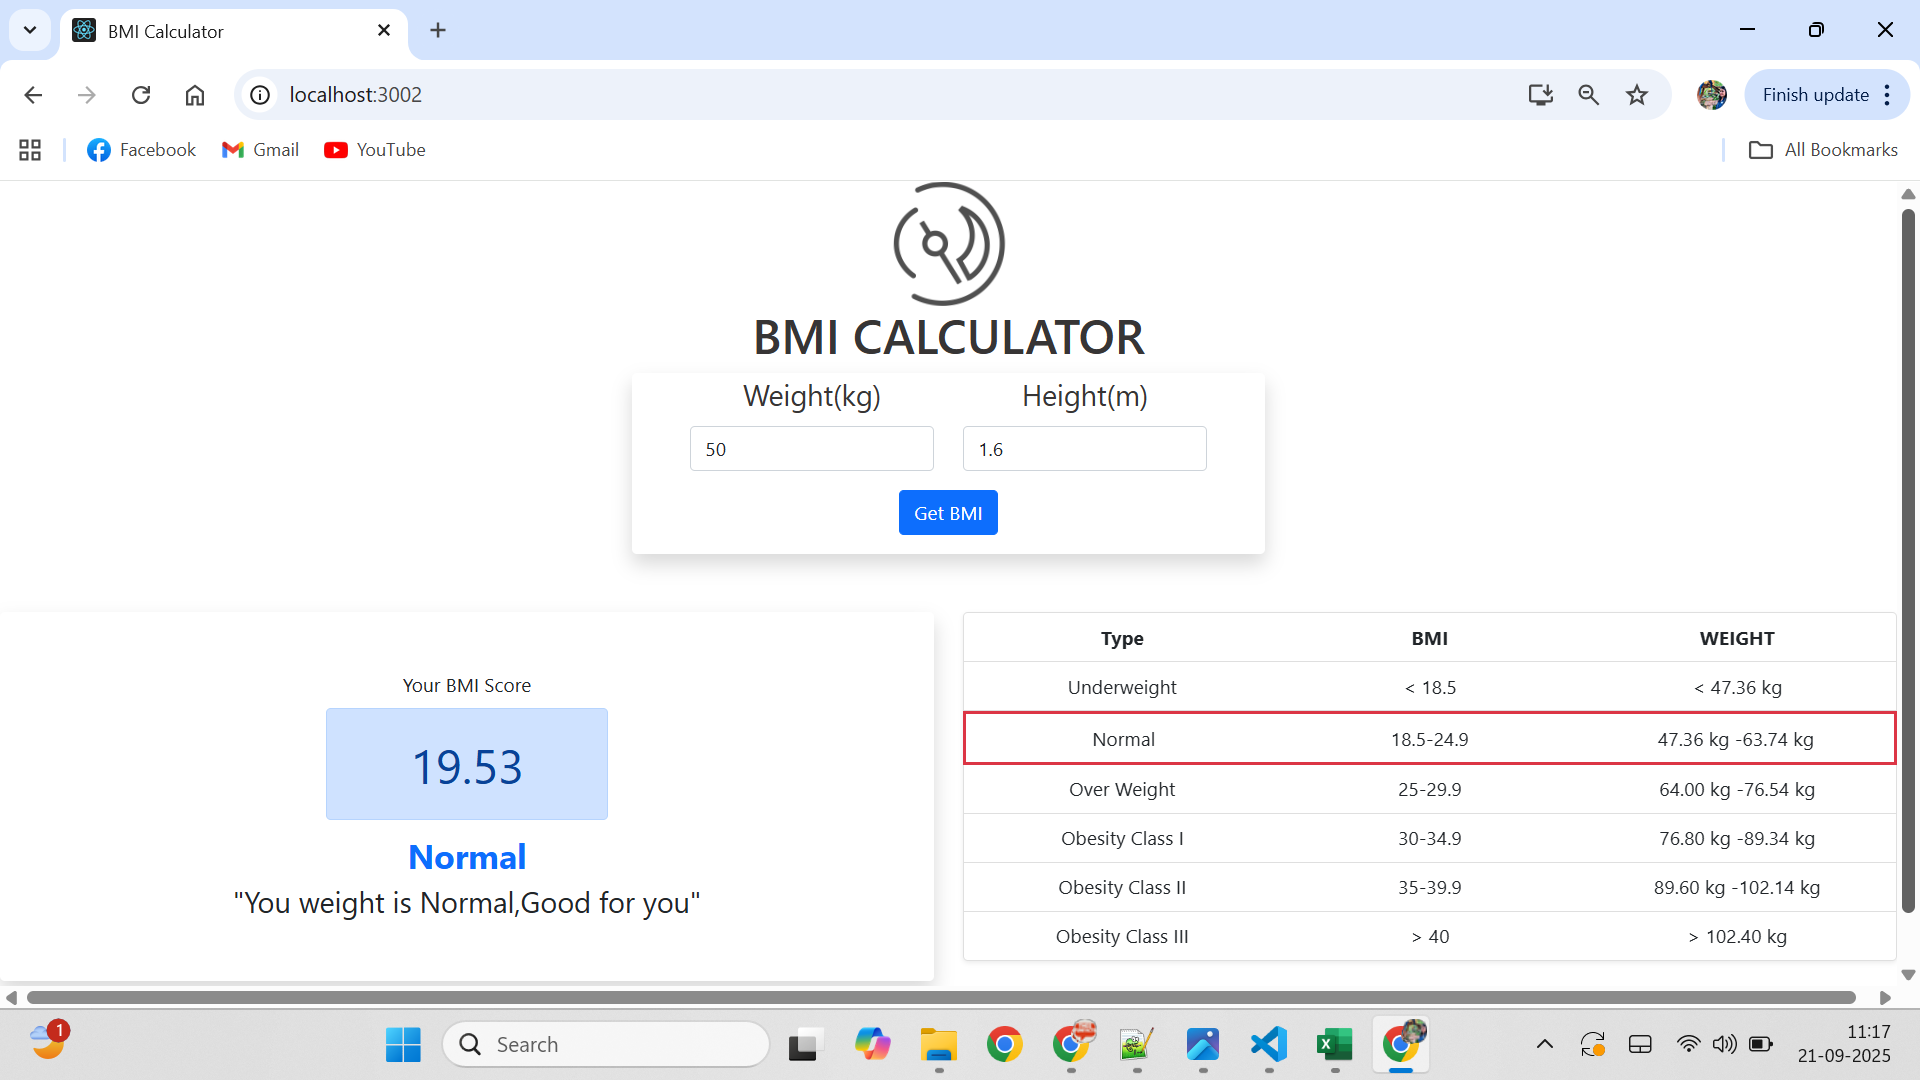 BMI Calculator
localhost:3002
Finish update
Facebook Gmail YouTube All Bookmarks
BMI CALCULATOR
Weight(kg) Height(m)
50 1.6
Get BMI
Your BMI Score
19.53
Normal
"You weight is Normal,Good for you"
Type BMI WEIGHT
Underweight < 18.5 < 47.36 kg
Normal 18.5-24.9 47.36 kg -63.74 kg
Over Weight 25-29.9 64.00 kg -76.54 kg
Obesity Class I 30-34.9 76.80 kg -89.34 kg
Obesity Class II 35-39.9 89.60 kg -102.14 kg
Obesity Class III > 40 > 102.40 kg
1
Search
11:17
21-09-2025